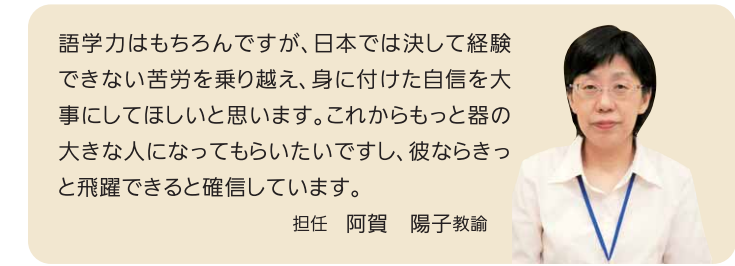 語学力はもちろんですが、日本では決して経験
できない苦労を乗り越え、身に付けた自信を大
事にしてほしいと思います。これからもっと器の
大きな人になってもらいたいですし、彼ならきっ
と飛躍できると確信しています。
担任　阿賀　陽子教諭